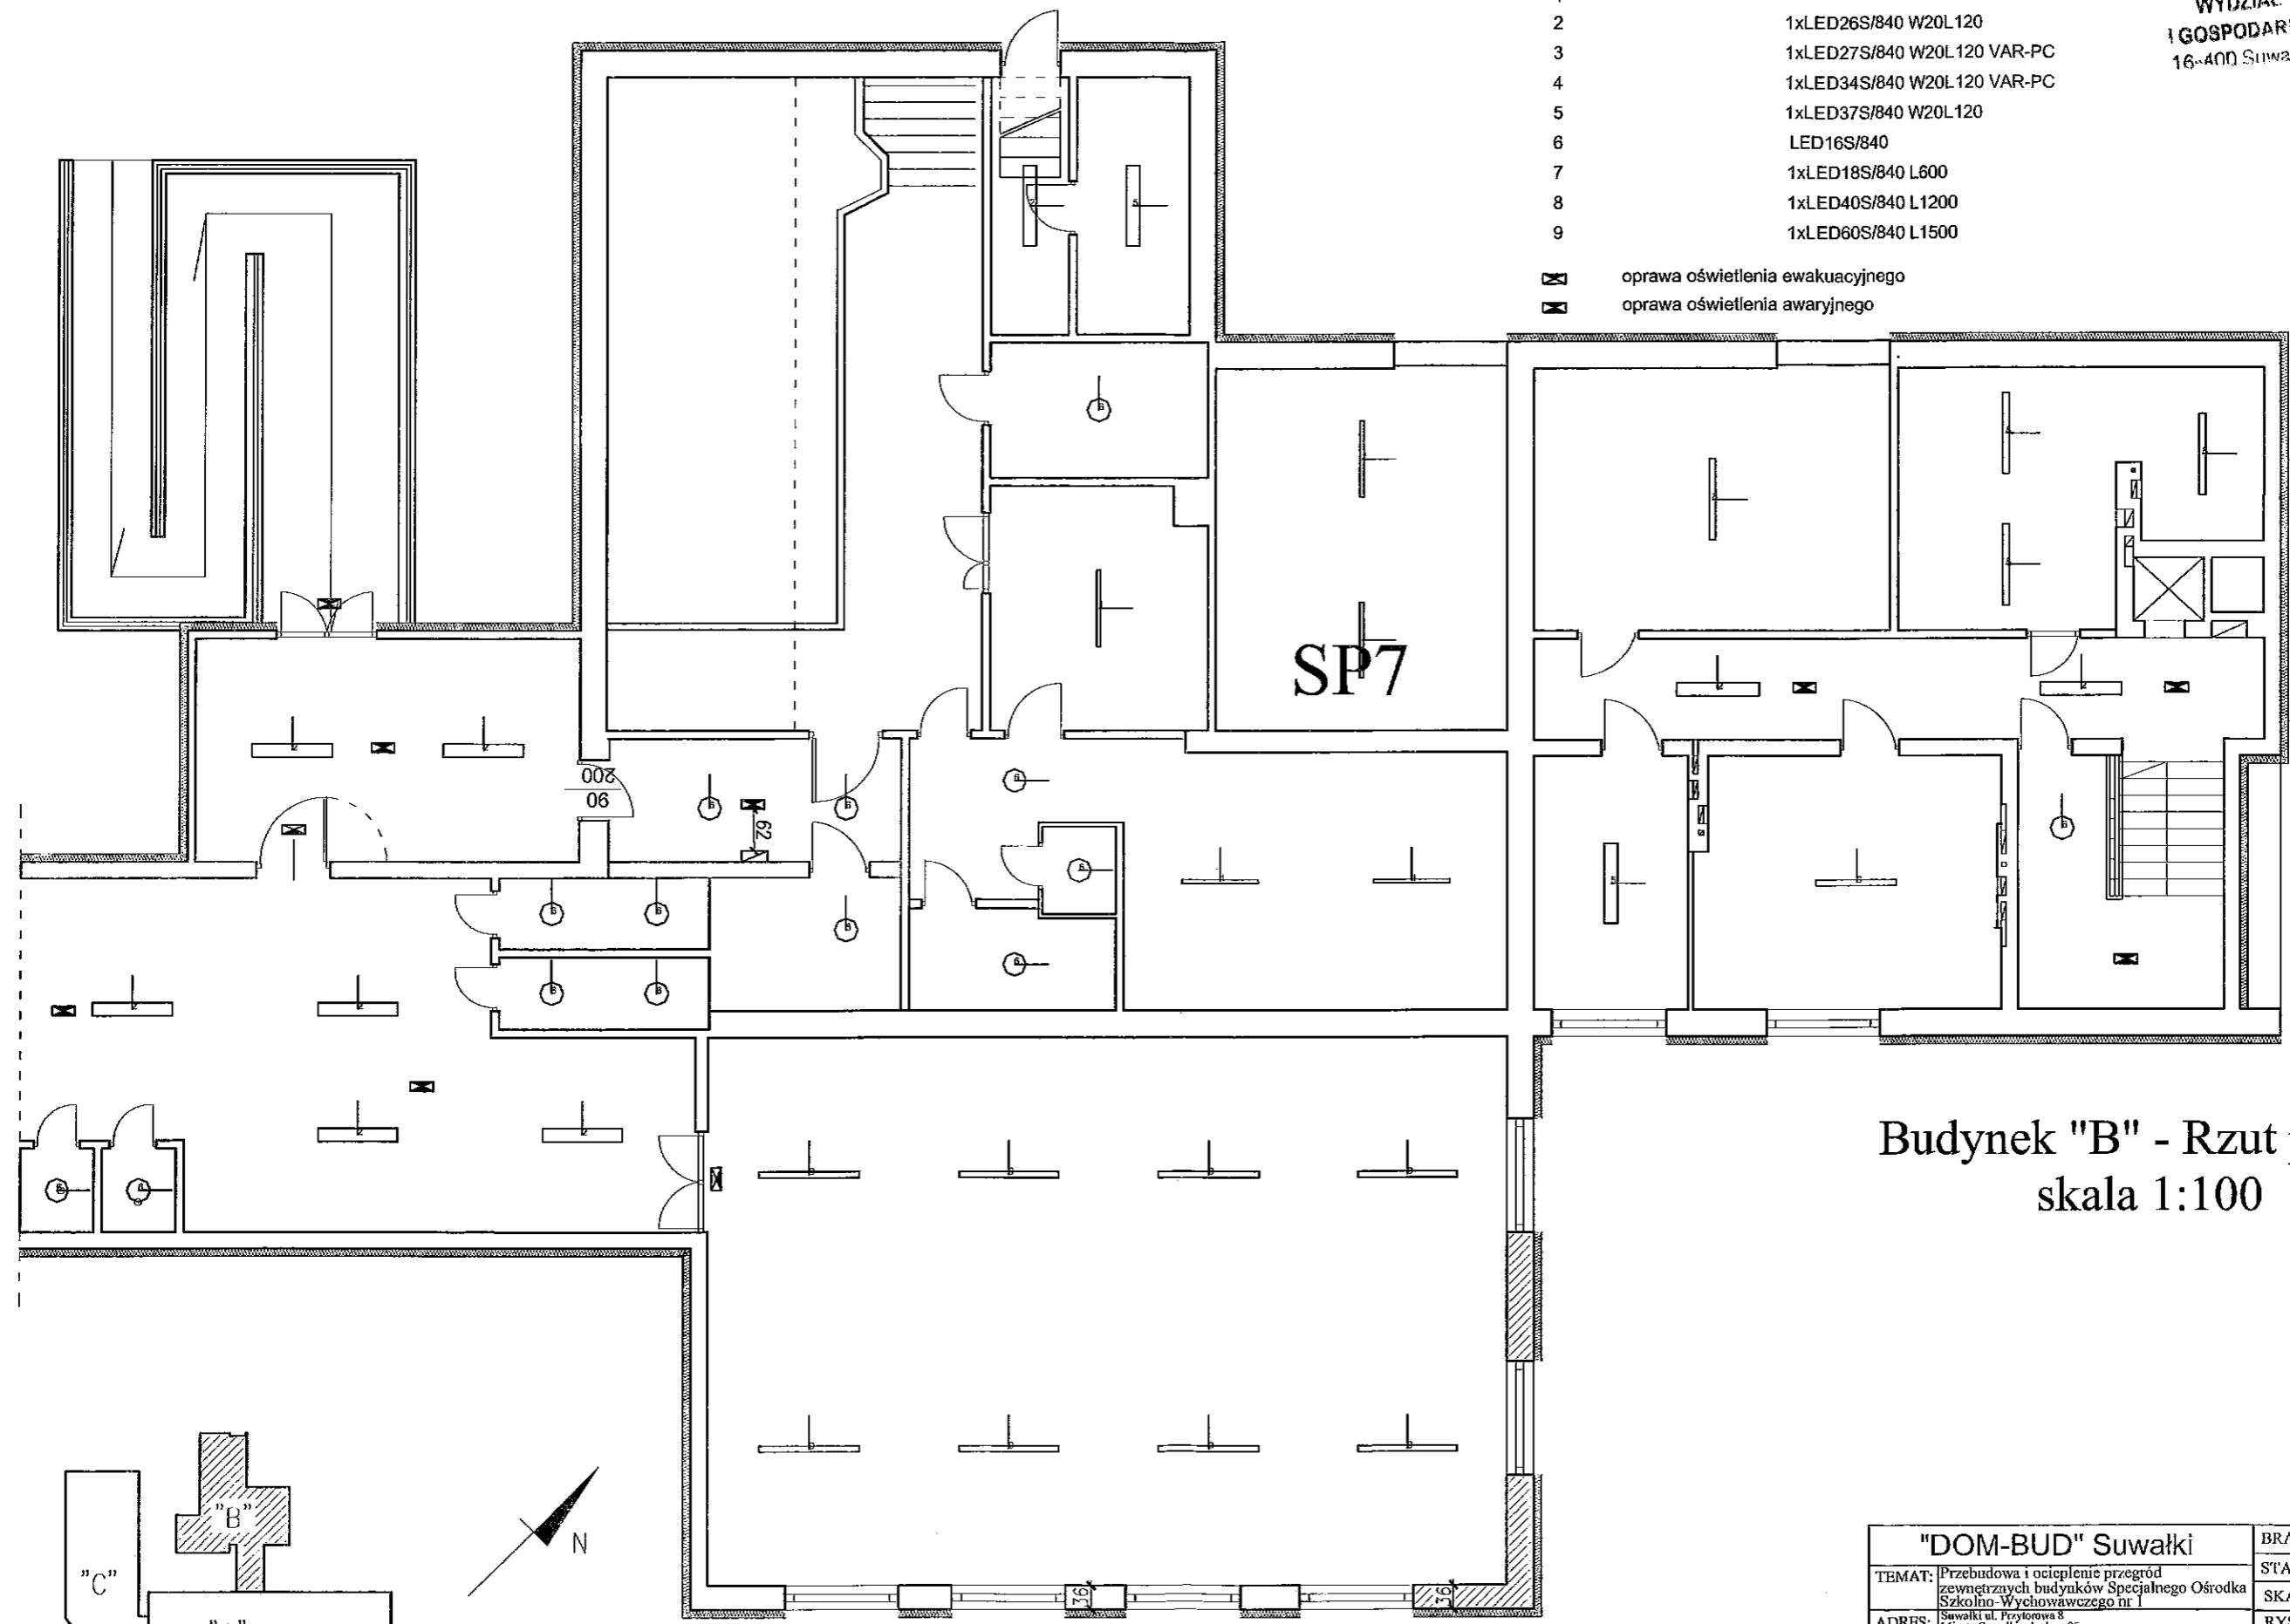 2 1xLED26S/840 W20L120
3 1xLED27S/840 W20L120 VAR-PC
4 1xLED34S/840 W20L120 VAR-PC
5 1xLED37S/840 W20L120
6 LED16S/840
7 1xLED18S/840 L600
8 1xLED40S/840 L1200
9 1xLED60S/840 L1500
oprawa oświetlenia ewakuacyjnego
oprawa oświetlenia awaryjnego
WYDZIAŁ
I GOSPODAR
16-400 Suwa
SP7
200
90
62
Budynek "B" - Rzut
skala 1:100
"B"
"C"
N
36
36
"DOM-BUD" Suwałki
BRA
STA
SKA
TEMAT: Przebudowa i ocieplenie przegród
zewnętrznych budynków Specjalnego Ośrodka
Szkolno-Wychowawczego nr 1
ADRES: Suwałki ul. Przytorowa 8